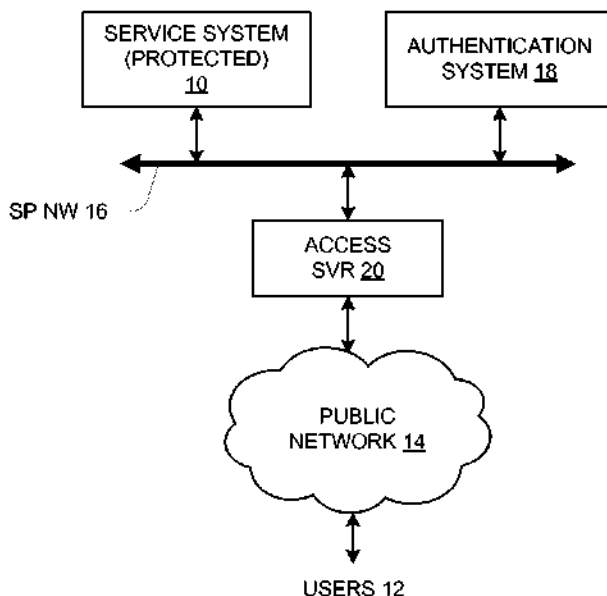 SERVICE SYSTEM
(PROTECTED)
10
AUTHENTICATION
SYSTEM 18
SP NW 16
ACCESS
SVR 20
PUBLIC
NETWORK 14
USERS 12